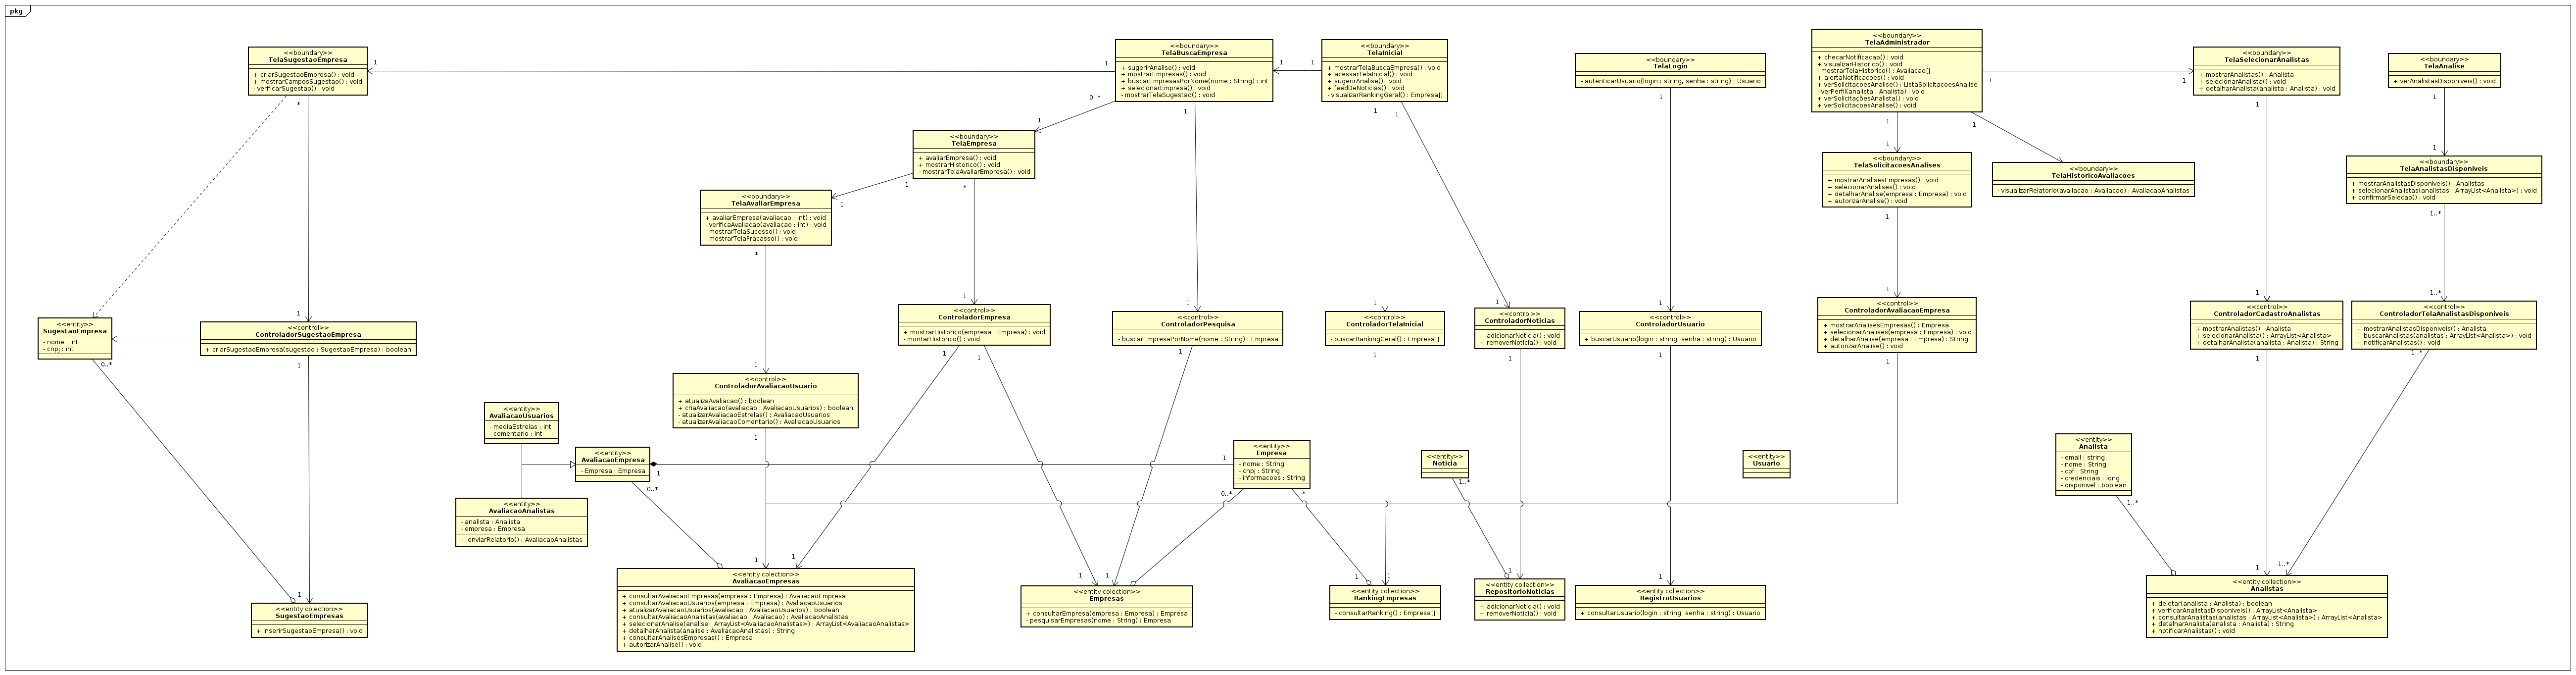 pkg
<<boundary>>
TelaSugestaoEmpresa
+ criarSugestaoEmpresa() : void
+ mostrarCamposSugestao() : void
- verificarSugestao() : void
<<boundary>>
TelaBuscaEmpresa
+ sugerirAnalise() : void
+ mostrarEmpresas() : void
+ buscarEmpresasPorNome(nome : String) : int
+ selecionarEmpresa() : void
- mostrarTelaSugestao() : void
<<boundary>>
TelaInicial
+ mostrarTelaBuscaEmpresa() : void
+ acessarTelaInicial() : void
+ sugerirAnalise() : void
+ feedDeNoticias() : void
- visualizarRankingGeral() : Empresa[]
<<boundary>>
TelaLogin
- autenticarUsuario(login : string, senha : string) : Usuario
<<boundary>>
TelaAdministrador
+ checarNotificacao() : void
+ visualizarHistorico() : void
- mostrarTelaHistorico() : Avaliacao[]
+ alertaNotificacoes() : void
+ verSolicitacoesAnalise() : ListaSolicitacoesAnalise
- verPerfil(analista : Analista) : void
+ verSolicitaçõesAnalista() : void
+ verSolicitacoesAnalise() : void
<<boundary>>
TelaSelecionarAnalistas
+ mostrarAnalistas() : Analista
+ selecionarAnalista() : void
+ detalharAnalista(analista : Analista) : void
<<boundary>>
TelaAnalise
+ verAnalistasDisponiveis() : void
1
1
1
1
1
1
0..*
1
1
1
1
1
1
1
1
1
1
*
<<boundary>>
TelaEmpresa
+ avaliarEmpresa() : void
+ mostrarHistorico() : void
- mostrarTelaAvaliarEmpresa() : void
1
1
*
<<boundary>>
TelaAvaliarEmpresa
+ avaliarEmpresa(avaliacao : int) : void
- verificaAvaliacao(avaliacao : int) : void
- mostrarTelaSucesso() : void
- mostrarTelaFracasso() : void
<<boundary>>
TelaSolicitacoesAnalises
+ mostrarAnalisesEmpresas() : void
+ selecionarAnalises() : void
+ detalharAnalise(empresa : Empresa) : void
+ autorizarAnalise() : void
<<boundary>>
TelaHistoricoAvaliacoes
- visualizarRelatorio(avaliacao : Avaliacao) : AvaliacaoAnalistas
<<boundary>>
TelaAnalistasDisponiveis
+ mostrarAnalistasDisponiveis() : Analistas
+ selecionarAnalistas(analistas : ArrayList<Analista>) : void
+ confirmarSelecao() : void
1
1..*
*
1
1
1
1
1
1
1
1
1..*
<<entity>>
SugestaoEmpresa
- nome : int
- cnpj : int
<<control>>
ControladorSugestaoEmpresa
+ criarSugestaoEmpresa(sugestao : SugestaoEmpresa) : boolean
<<control>>
ControladorEmpresa
+ mostrarHistorico(empresa : Empresa) : void
- montarHistorico() : void
<<control>>
ControladorPesquisa
- buscarEmpresaPorNome(nome : String) : Empresa
<<control>>
ControladorTelaInicial
- buscarRankingGeral() : Empresa[]
<<control>>
ControladorNoticias
+ adicionarNoticia() : void
+ removerNoticia() : void
<<control>>
ControladorUsuario
+ buscarUsuario(login : string, senha : string) : Usuario
<<control>>
ControladorAvaliacaoEmpresa
+ mostrarAnalisesEmpresas() : Empresa
+ selecionarAnalises(empresa : Empresa) : void
+ detalharAnalise(empresa : Empresa) : String
+ autorizarAnalise() : void
<<control>>
ControladorCadastroAnalistas
+ mostrarAnalistas() : Analista
+ selecionarAnalista() : ArrayList<Analista>
+ detalharAnalista(analista : Analista) : String
<<control>>
ControladorTelaAnalistasDisponiveis
+ mostrarAnalistasDisponiveis() : Analista
+ buscarAnalistas(analistas : ArrayList<Analista>) : void
+ notificarAnalistas() : void
0..*
1
1
1
1
1
1
1
1
1
1
1
1..*
<<control>>
ControladorAvaliacaoUsuario
+ atualizaAvaliacao() : boolean
+ criaAvaliacao(avaliacao : AvaliacaoUsuarios) : boolean
- atualizarAvaliacaoEstrelas() : AvaliacaoUsuarios
- atualizarAvaliacaoComentario() : AvaliacaoUsuarios
1
<<entity>>
AvaliacaoUsuarios
- mediaEstrelas : int
- comentario : int
<<entity>>
AvaliacaoEmpresa
- Empresa : Empresa
1
1
0..*
<<entity>>
Empresa
- nome : String
- cnpj : String
- informacoes : String
0..*
*
<<entity>>
Noticia
1..*
<<entity>>
Usuario
<<entity>>
Analista
- email : string
- nome : String
- cpf : String
- credenciais : long
- disponivel : boolean
1..*
<<entity>>
AvaliacaoAnalistas
- analista : Analista
- empresa : Empresa
+ enviarRelatorio() : AvaliacaoAnalistas
1
1
1
1
1
1
1
1
1
1
1..*
<<entity colection>>
SugestaoEmpresas
+ inserirSugestaoEmpresa() : void
<<entity colection>>
AvaliacaoEmpresas
+ consultarAvaliacaoEmpresas(empresa : Empresa) : AvaliacaoEmpresa
+ consultarAvaliacaoUsuarios(empresa : Empresa) : AvaliacaoUsuarios
+ atualizarAvaliacaoUsuarios(avaliacao : AvaliacaoUsuarios) : boolean
+ consultarAvaliacaoAnalistas(avaliacao : Avaliacao) : AvaliacaoAnalistas
+ selecionarAnalise(analise : ArrayList<AvaliacaoAnalistas>) : ArrayList<AvaliacaoAnalistas>
+ detalharAnalista(analise : AvaliacaoAnalistas) : String
+ consultarAnalisesEmpresas() : Empresa
+ autorizarAnalise() : void
<<entity colection>>
Empresas
+ consultarEmpresa(empresa : Empresa) : Empresa
- pesquisarEmpresas(nome : String) : Empresa
<<entity collection>>
RankingEmpresas
- consultarRanking() : Empresa[]
<<entity collection>>
RepositorioNoticias
+ adicionarNoticia() : void
+ removerNoticia() : void
<<entity collection>>
RegistroUsuarios
+ consultarUsuario(login : string, senha : string) : Usuario
<<entity collection>>
Analistas
+ deletar(analista : Analista) : boolean
+ verificarAnalistasDisponiveis() : ArrayList<Analista>
+ consultarAnalistas(analistas : ArrayList<Analista>) : ArrayList<Analista>
+ detalharAnalista(analista : Analista) : String
+ notificarAnalistas() : void